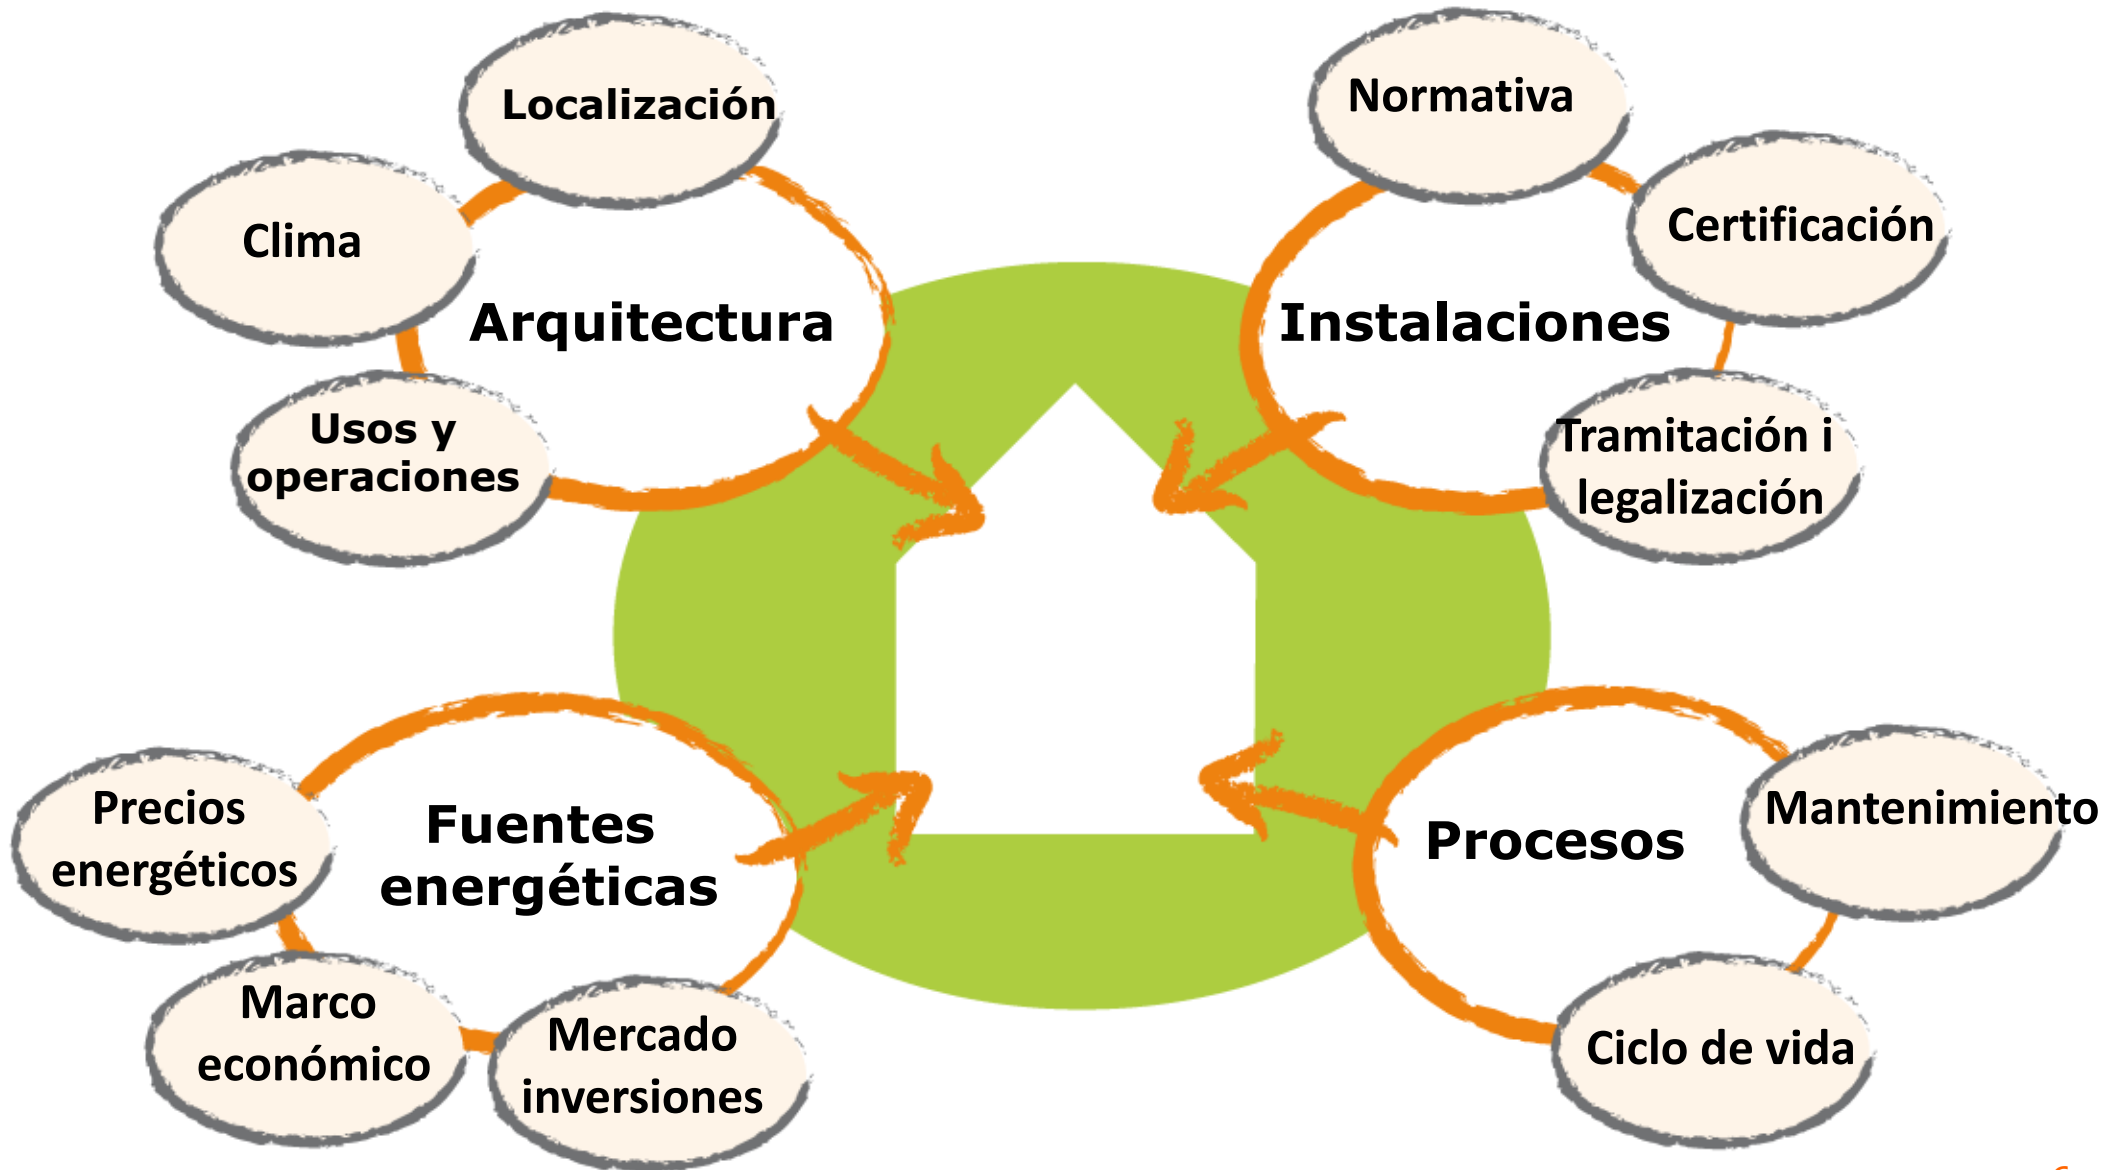 Localización
Clima
Arquitectura
Usos y
operaciones
Normativa
Certificación
Instalaciones
Tramitación i
legalización
Precios
energéticos
Fuentes
energéticas
Marco
económico
Mercado
inversiones
Procesos
Mantenimiento
Ciclo de vida